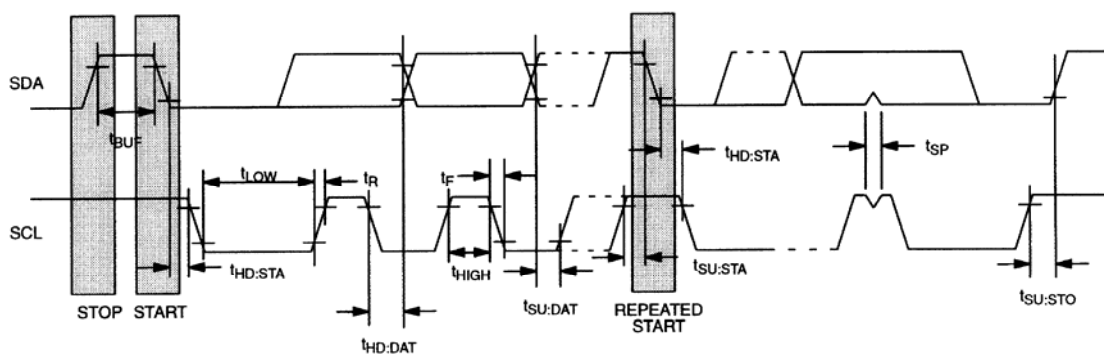 SDA
tBUF
tHD:STA
tSP
tLOW
tR
tF
SCL
tHD:STA
tHIGH
tSU:DAT
tSU:STA
tSU:STO
STOP
START
REPEATED
START
tHD:DAT